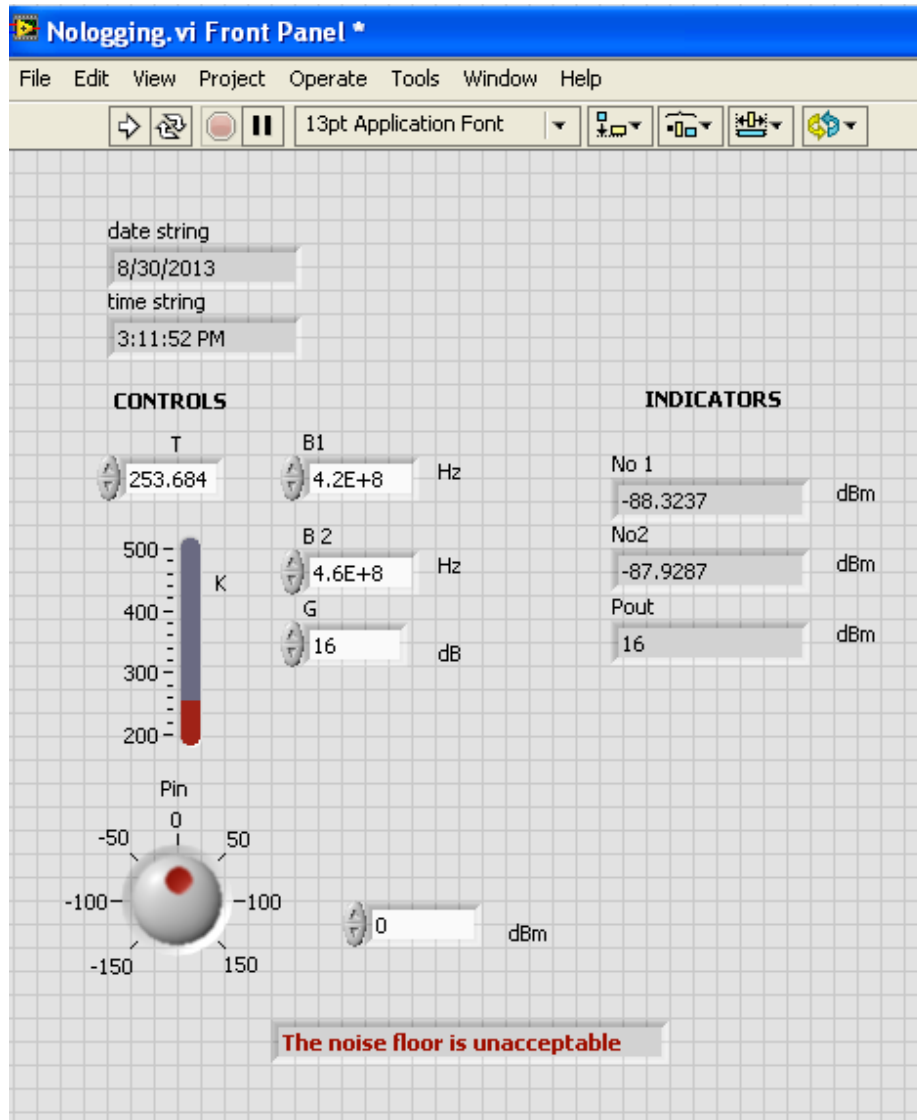 Nologging.vi Front Panel *
File Edit View Project Operate Tools Window Help
13pt Application Font
date string
8/30/2013
time string
3:11:52 PM
CONTROLS
INDICATORS
T
253.684
B1
4.2E+8 Hz
No 1
-88.3237 dBm
B 2
4.6E+8 Hz
No2
-87.9287 dBm
G
16 dB
Pout
16 dBm
500
400
300
200
K
Pin
0
-50 50
-100 -100
-150 150
0 dBm
The noise floor is unacceptable